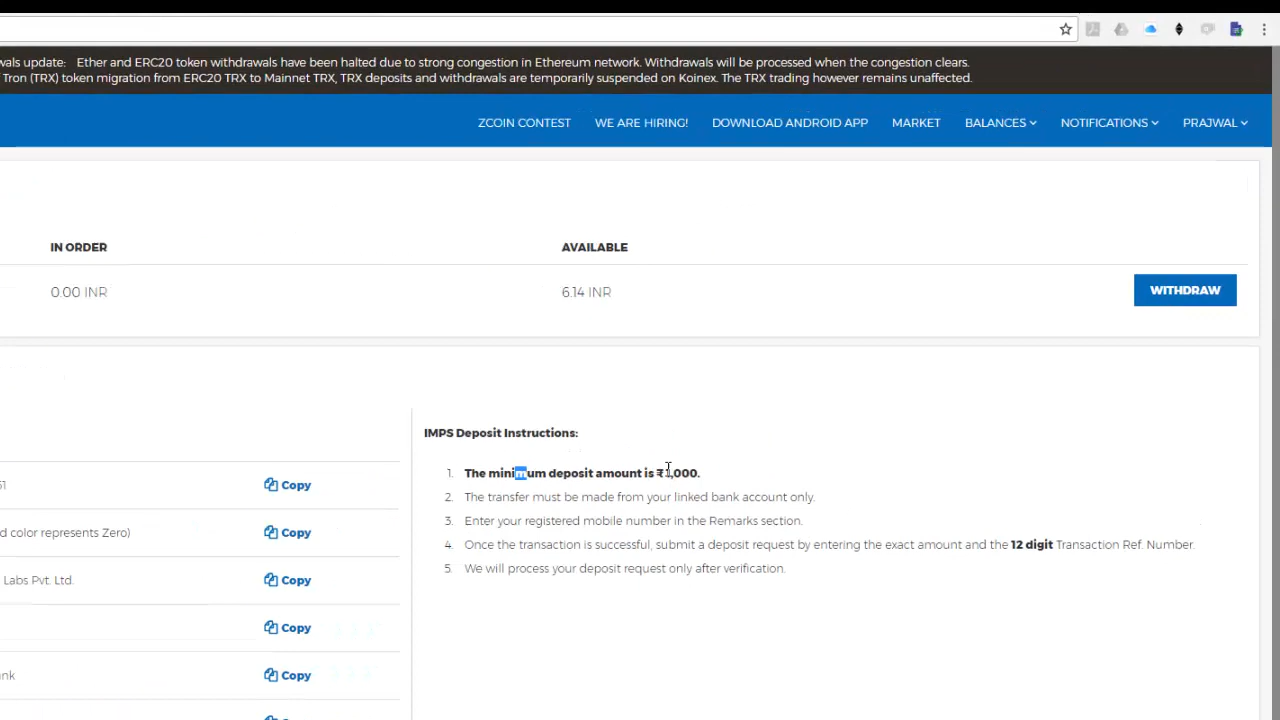 wals update: Ether and ERC20 token withdrawals have been halted due to strong congestion in Ethereum network. Withdrawals will be processed when the congestion clears.
Tron (TRX) token migration from ERC20 TRX to Mainnet TRX, TRX deposits and withdrawals are temporarily suspended on Koinex. The TRX trading however remains unaffected.
ZCOIN CONTEST WE ARE HIRING! DOWNLOAD ANDROID APP MARKET BALANCES NOTIFICATIONS PRAJWAL
IN ORDER AVAILABLE
0.00 INR 6.14 INR WITHDRAW
IMPS Deposit Instructions:
1. The minimum deposit amount is ₹1,000.
51 Copy
2. The transfer must be made from your linked bank account only.
3. Enter your registered mobile number in the Remarks section.
d color represents Zero) Copy
4. Once the transaction is successful, submit a deposit request by entering the exact amount and the 12 digit Transaction Ref. Number.
5. We will process your deposit request only after verification.
Labs Pvt. Ltd. Copy
Copy
nk Copy